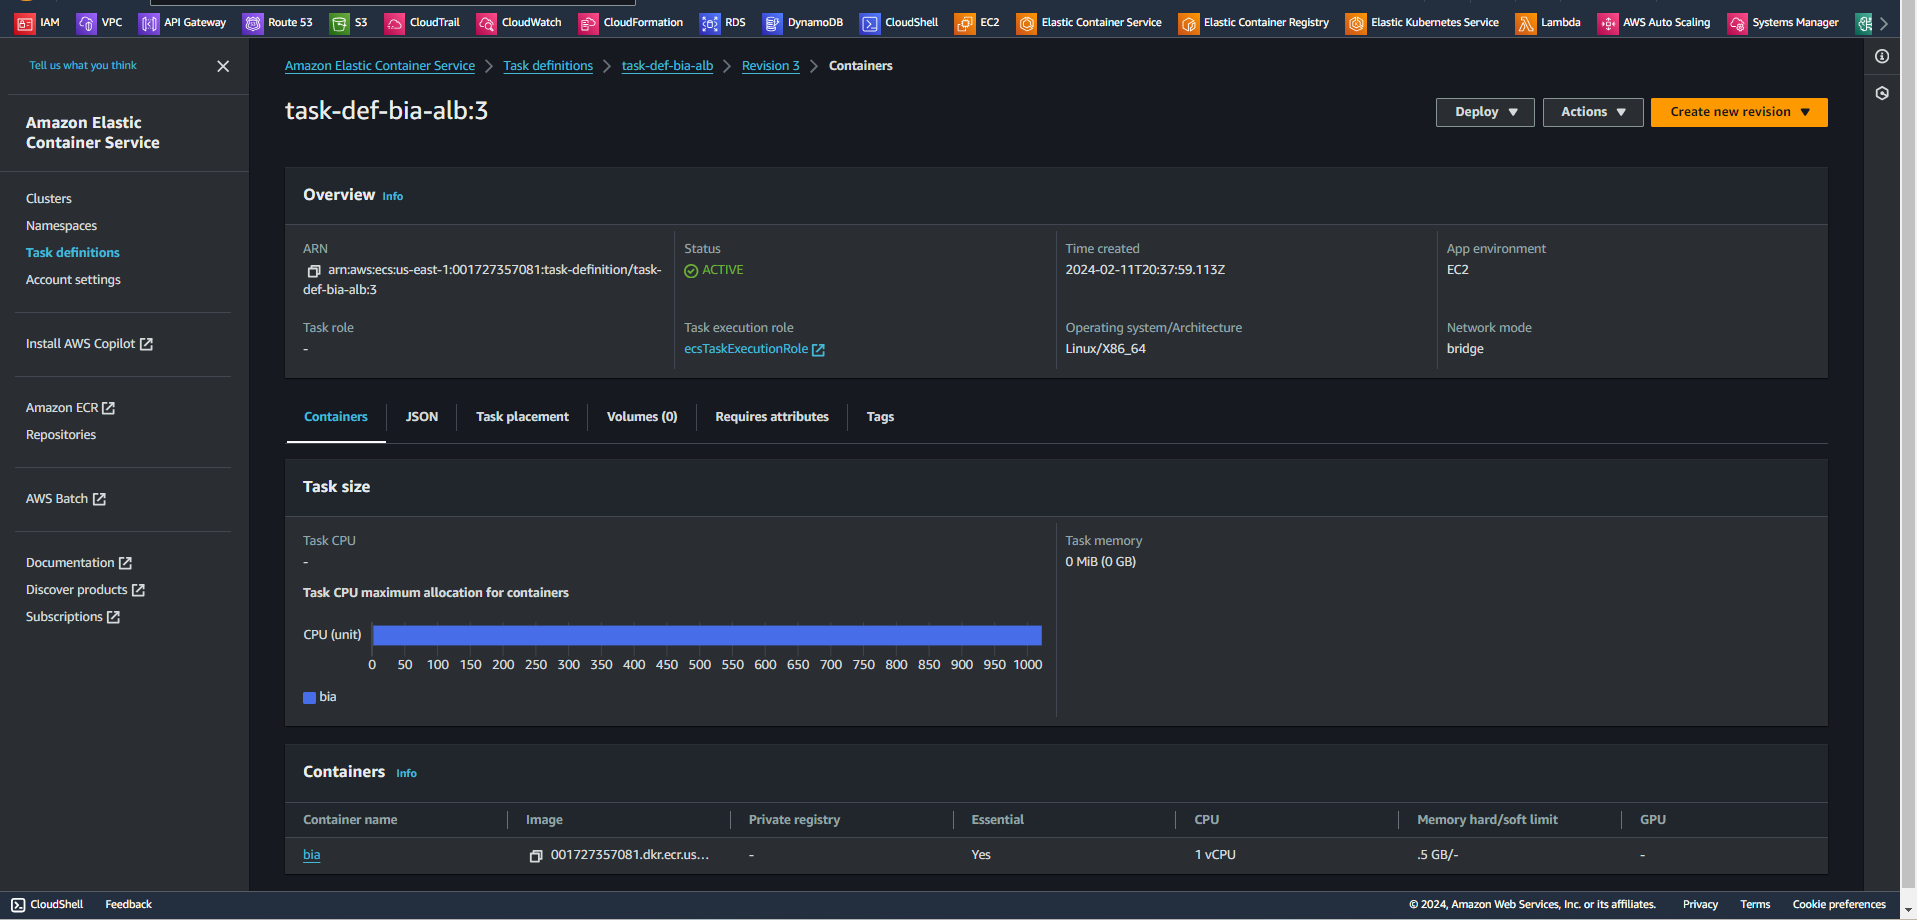 IAM VPC API Gateway Route 53 S3 CloudTrail CloudWatch CloudFormation RDS DynamoDB CloudShell EC2 Elastic Container Service Elastic Container Registry Elastic Kubernetes Service Lambda AWS Auto Scaling Systems Manager
Tell us what you think
Amazon Elastic
Container Service
Clusters
Namespaces
Task definitions
Account settings
Install AWS Copilot
Amazon ECR
Repositories
AWS Batch
Documentation
Discover products
Subscriptions
Amazon Elastic Container Service Task definitions task-def-bia-alb Revision 3 Containers
task-def-bia-alb:3
Deploy Actions Create new revision
Overview Info
ARN
arn:aws:ecs:us-east-1:001727357081:task-definition/task-
def-bia-alb:3
Status
ACTIVE
Time created
2024-02-11T20:37:59.113Z
App environment
EC2
Task role
-
Task execution role
ecsTaskExecutionRole
Operating system/Architecture
Linux/X86_64
Network mode
bridge
Containers JSON Task placement Volumes (0) Requires attributes Tags
Task size
Task CPU
-
Task CPU maximum allocation for containers
CPU (unit)
0 50 100 150 200 250 300 350 400 450 500 550 600 650 700 750 800 850 900 950 1000
bia
Task memory
0 MiB (0 GB)
Containers Info
Container name Image Private registry Essential CPU Memory hard/soft limit GPU
bia 001727357081.dkr.ecr.us... - Yes 1 vCPU .5 GB/- -
CloudShell Feedback © 2024, Amazon Web Services, Inc. or its affiliates. Privacy Terms Cookie preferences